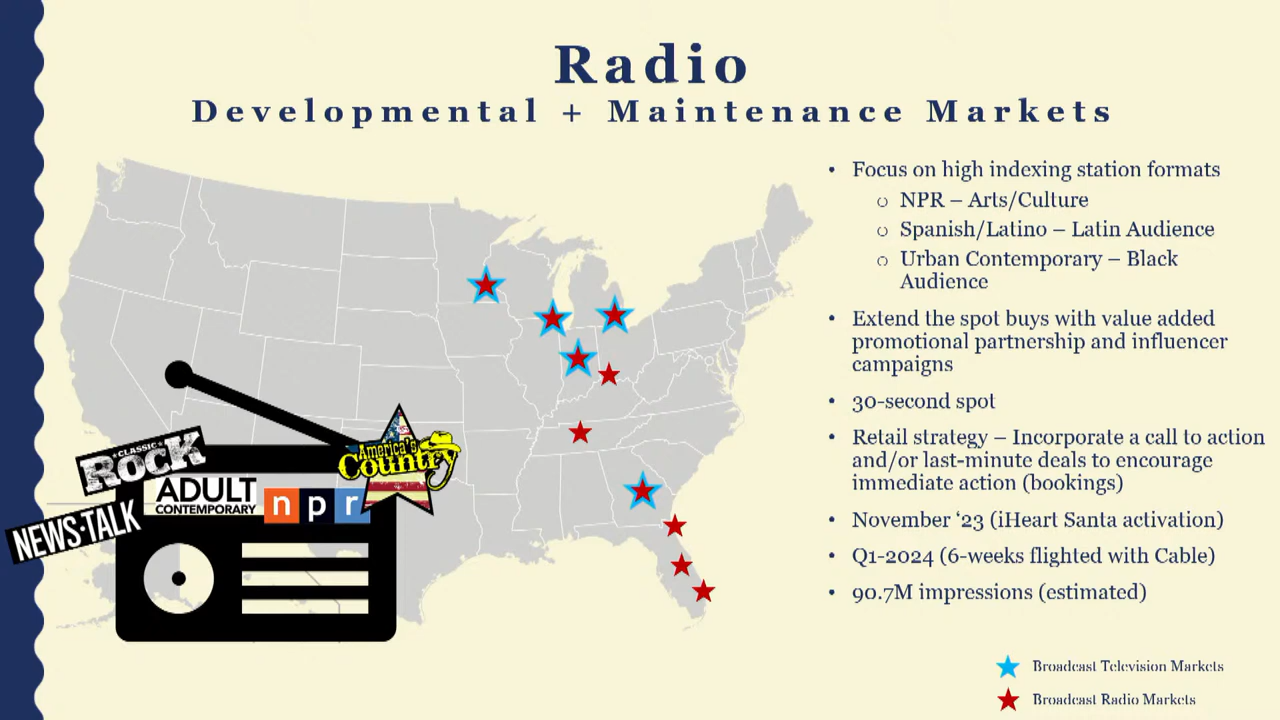 Radio
Developmental + Maintenance Markets
• Focus on high indexing station formats
○ NPR – Arts/Culture
○ Spanish/Latino – Latin Audience
○ Urban Contemporary – Black
Audience
• Extend the spot buys with value added
promotional partnership and influencer
campaigns
• 30-second spot
• Retail strategy – Incorporate a call to action
and/or last-minute deals to encourage
immediate action (bookings)
• November ‘23 (iHeart Santa activation)
• Q1-2024 (6-weeks flighted with Cable)
• 90.7M impressions (estimated)
CLASSIC
ROCK
America's
Country
ADULT
CONTEMPORARY
npr
NEWS·TALK
Broadcast Television Markets
Broadcast Radio Markets